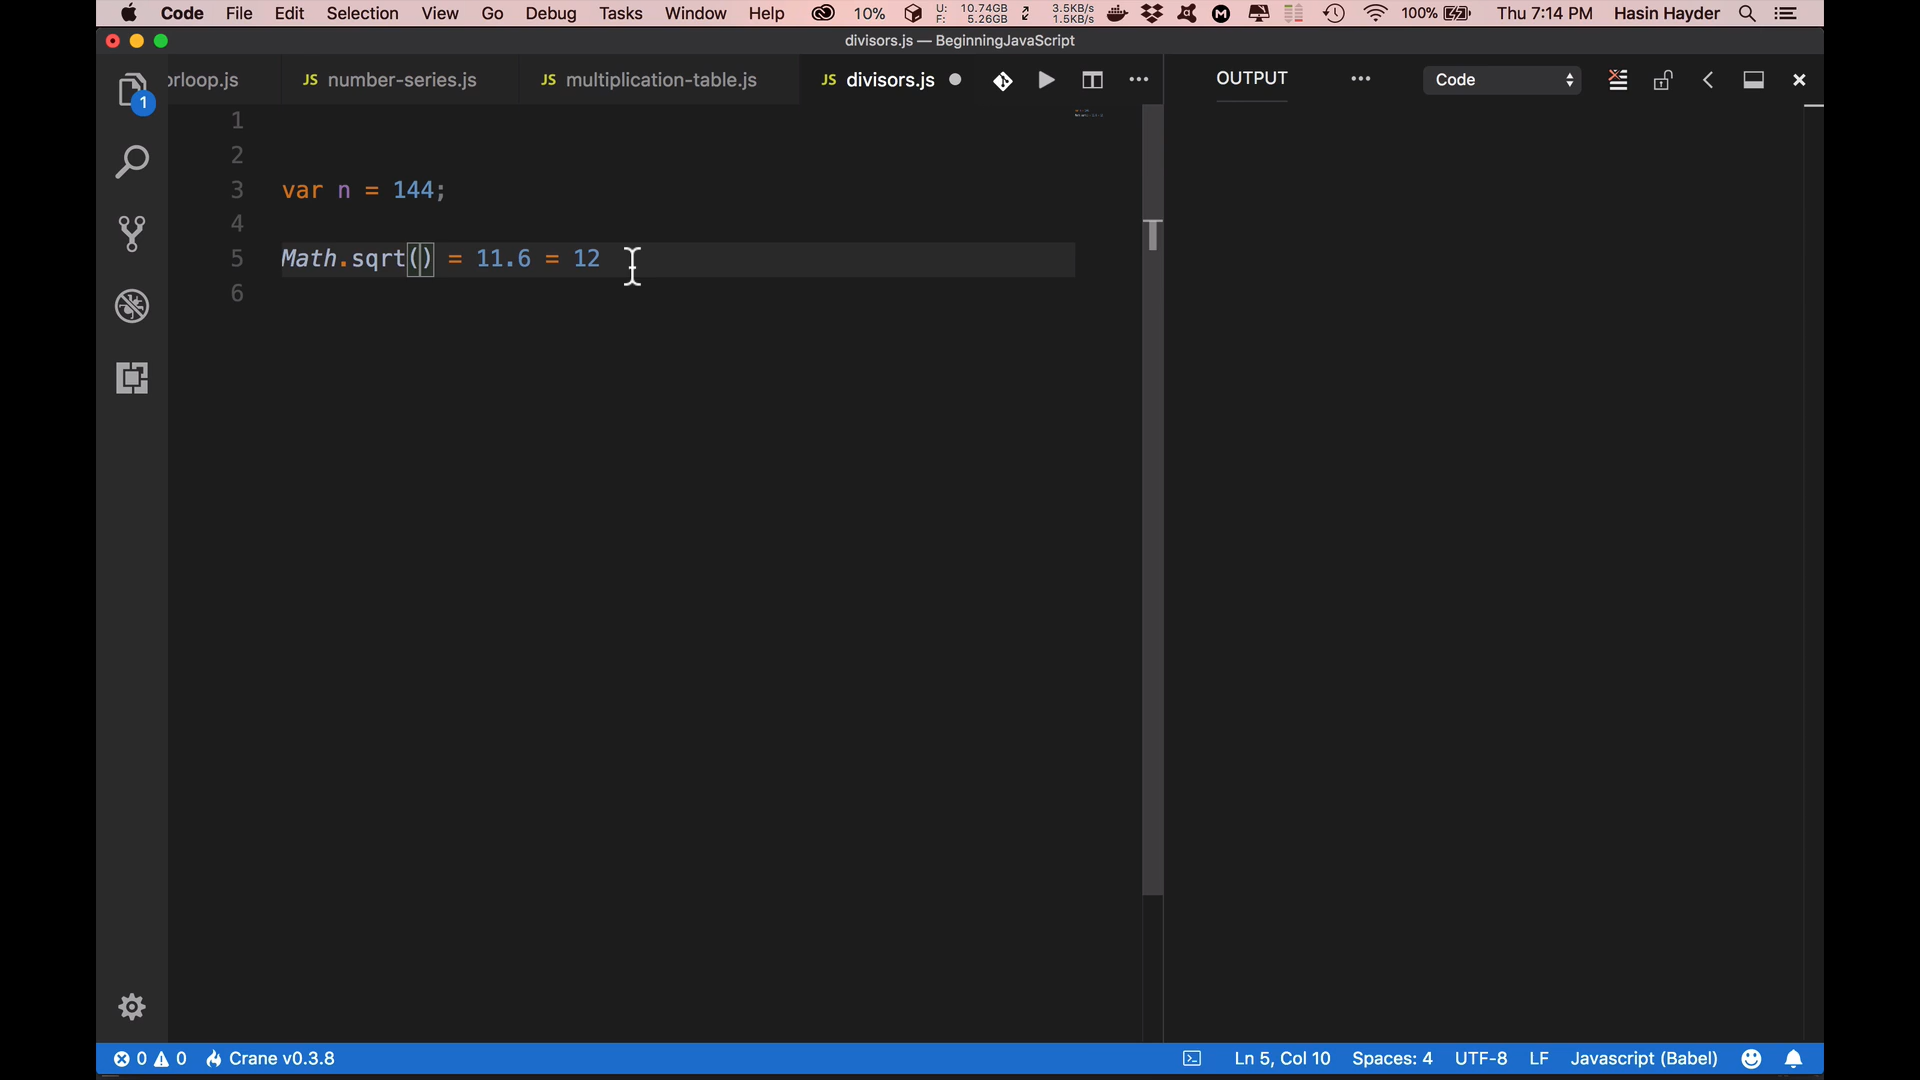 Code File Edit Selection View Go Debug Tasks Window Help 10% U: 10.74GB F: 5.26GB 3.5KB/s 1.5KB/s 100% Thu 7:14 PM Hasin Hayder
divisors.js — BeginningJavaScript
orloop.js JS number-series.js JS multiplication-table.js JS divisors.js OUTPUT Code
1
1
2
3 var n = 144;
4
5 Math.sqrt() = 11.6 = 12
6
0 0 Crane v0.3.8 Ln 5, Col 10 Spaces: 4 UTF-8 LF Javascript (Babel)